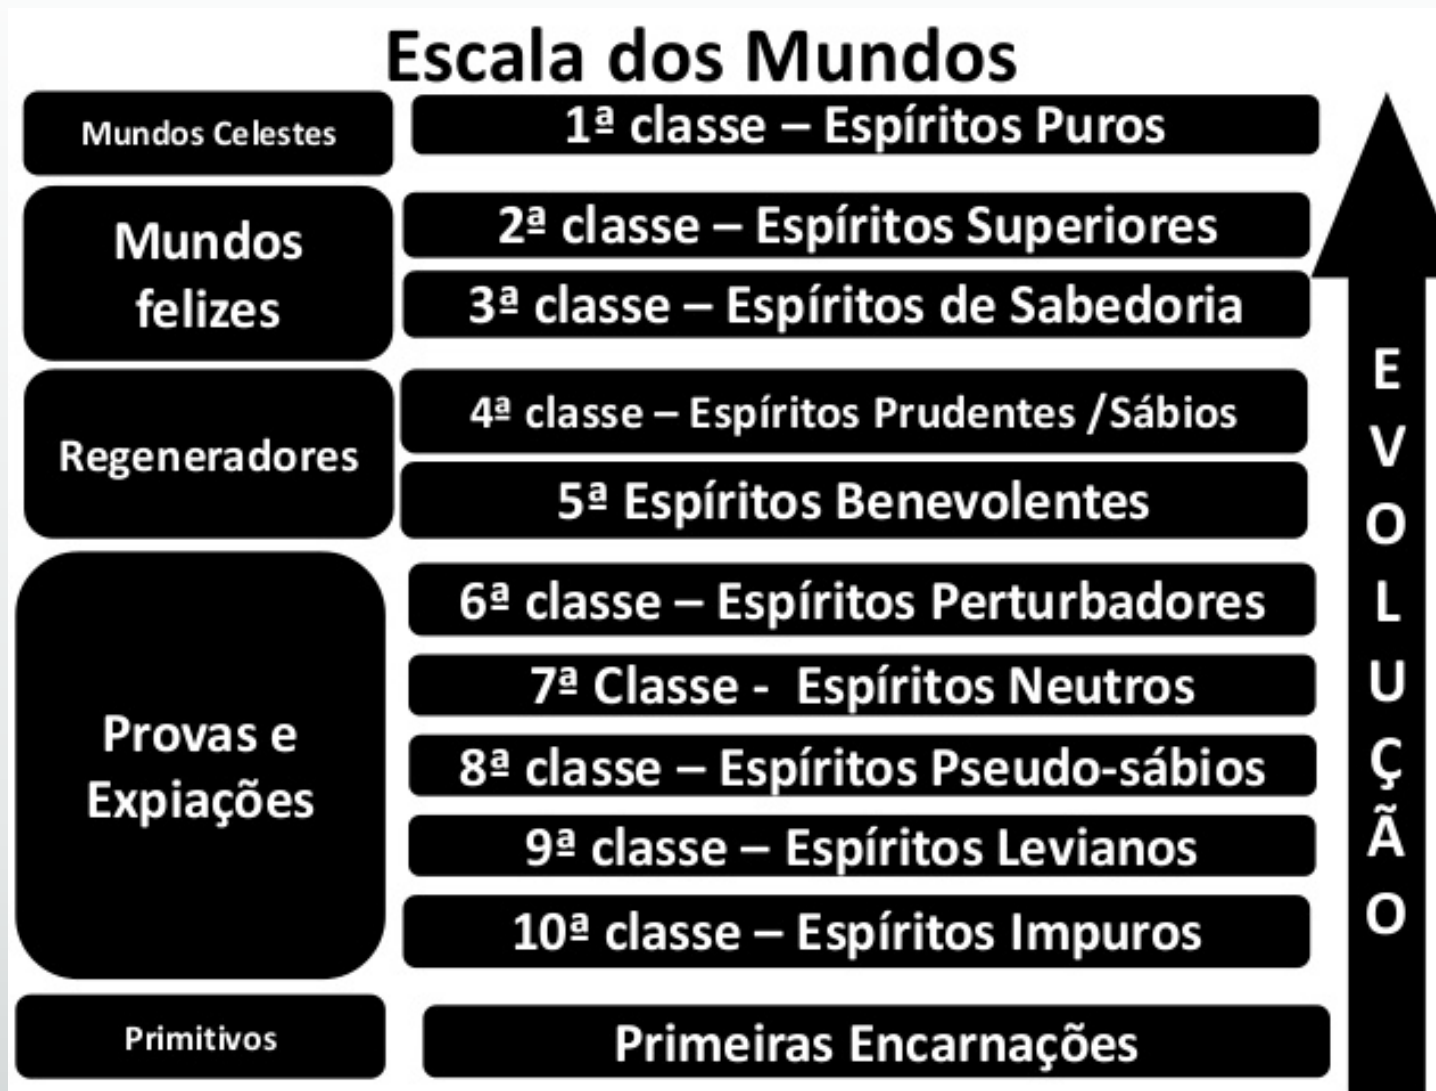 Escala dos Mundos
Mundos Celestes
1ª classe – Espíritos Puros
Mundos
felizes
2ª classe – Espíritos Superiores
3ª classe – Espíritos de Sabedoria
Regeneradores
4ª classe – Espíritos Prudentes /Sábios
5ª Espíritos Benevolentes
Provas e
Expiações
6ª classe – Espíritos Perturbadores
7ª Classe -  Espíritos Neutros
8ª classe – Espíritos Pseudo-sábios
9ª classe – Espíritos Levianos
10ª classe – Espíritos Impuros
Primitivos
Primeiras Encarnações
EVOLUÇÃO